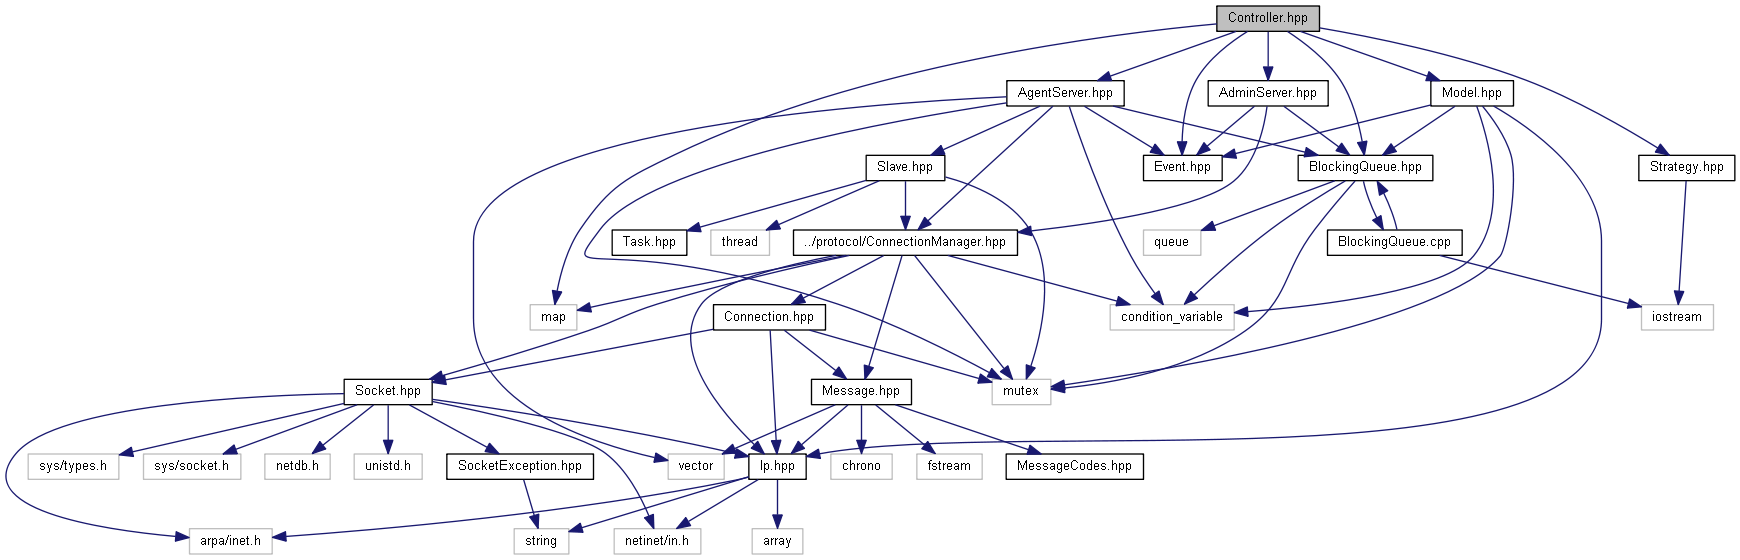 Controller.hpp
AgentServer.hpp
AdminServer.hpp
Model.hpp
Slave.hpp
Event.hpp
BlockingQueue.hpp
Strategy.hpp
Task.hpp
thread
../protocol/ConnectionManager.hpp
queue
BlockingQueue.cpp
map
Connection.hpp
condition_variable
iostream
Socket.hpp
Message.hpp
mutex
sys/types.h
sys/socket.h
netdb.h
unistd.h
SocketException.hpp
vector
Ip.hpp
chrono
fstream
MessageCodes.hpp
arpa/inet.h
string
netinet/in.h
array